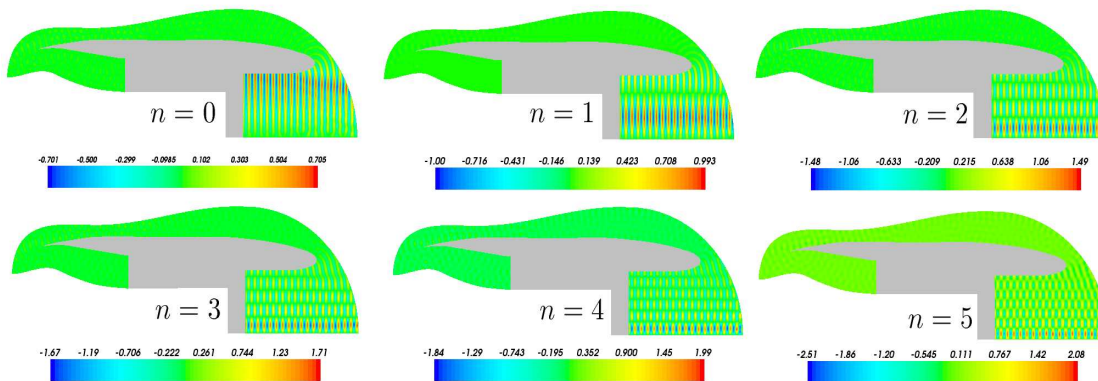 n = 0
n = 1
n = 2
-0.701 -0.500 -0.299 -0.0985 0.102 0.303 0.504 0.705
-1.00 -0.716 -0.431 -0.146 0.139 0.423 0.708 0.993
-1.48 -1.06 -0.633 -0.209 0.215 0.638 1.06 1.49
n = 3
n = 4
n = 5
-1.67 -1.19 -0.706 -0.222 0.261 0.744 1.23 1.71
-1.84 -1.29 -0.743 -0.195 0.352 0.900 1.45 1.99
-2.51 -1.86 -1.20 -0.545 0.111 0.767 1.42 2.08